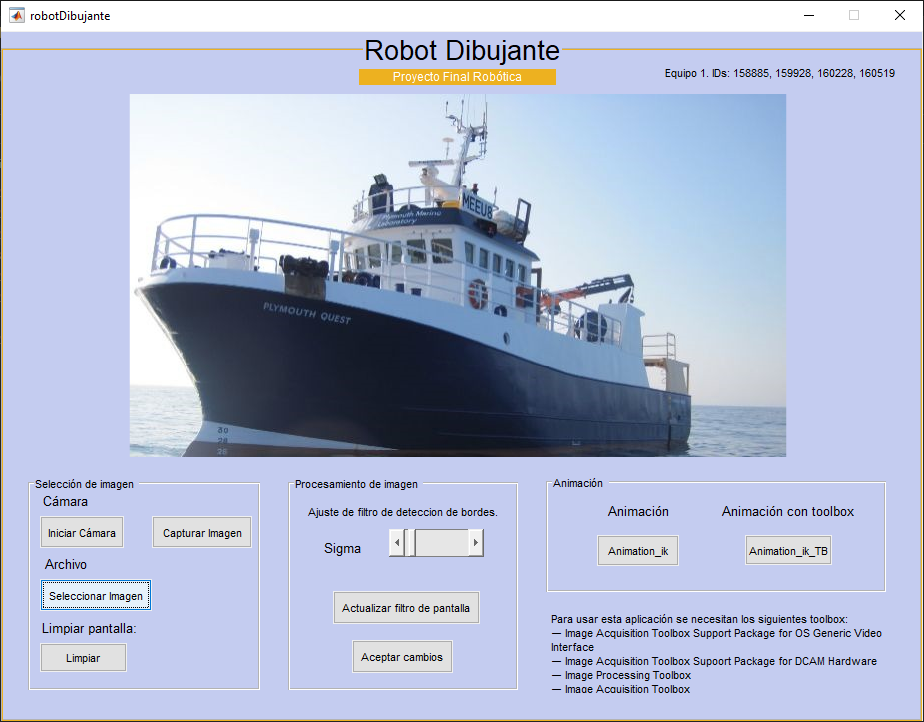 robotDibujante
Robot Dibujante
Proyecto Final Robótica
Equipo 1. IDs: 158885, 159928, 160228, 160519
MEEU8
Plymouth Marine
Laboratory
PLYMOUTH QUEST
30
28
26
Selección de imagen
Cámara
Iniciar Cámara
Capturar Imagen
Archivo
Seleccionar Imagen
Limpiar pantalla:
Limpiar
Procesamiento de imagen
Ajuste de filtro de deteccion de bordes.
Sigma
Actualizar filtro de pantalla
Aceptar cambios
Animación
Animación
Animación con toolbox
Animation_ik
Animation_ik_TB
Para usar esta aplicación se necesitan los siguientes toolbox:
— Image Acquisition Toolbox Support Package for OS Generic Video
Interface
— Image Acquisition Toolbox Supoort Package for DCAM Hardware
— Image Processing Toolbox
— Image Acquisition Toolbox